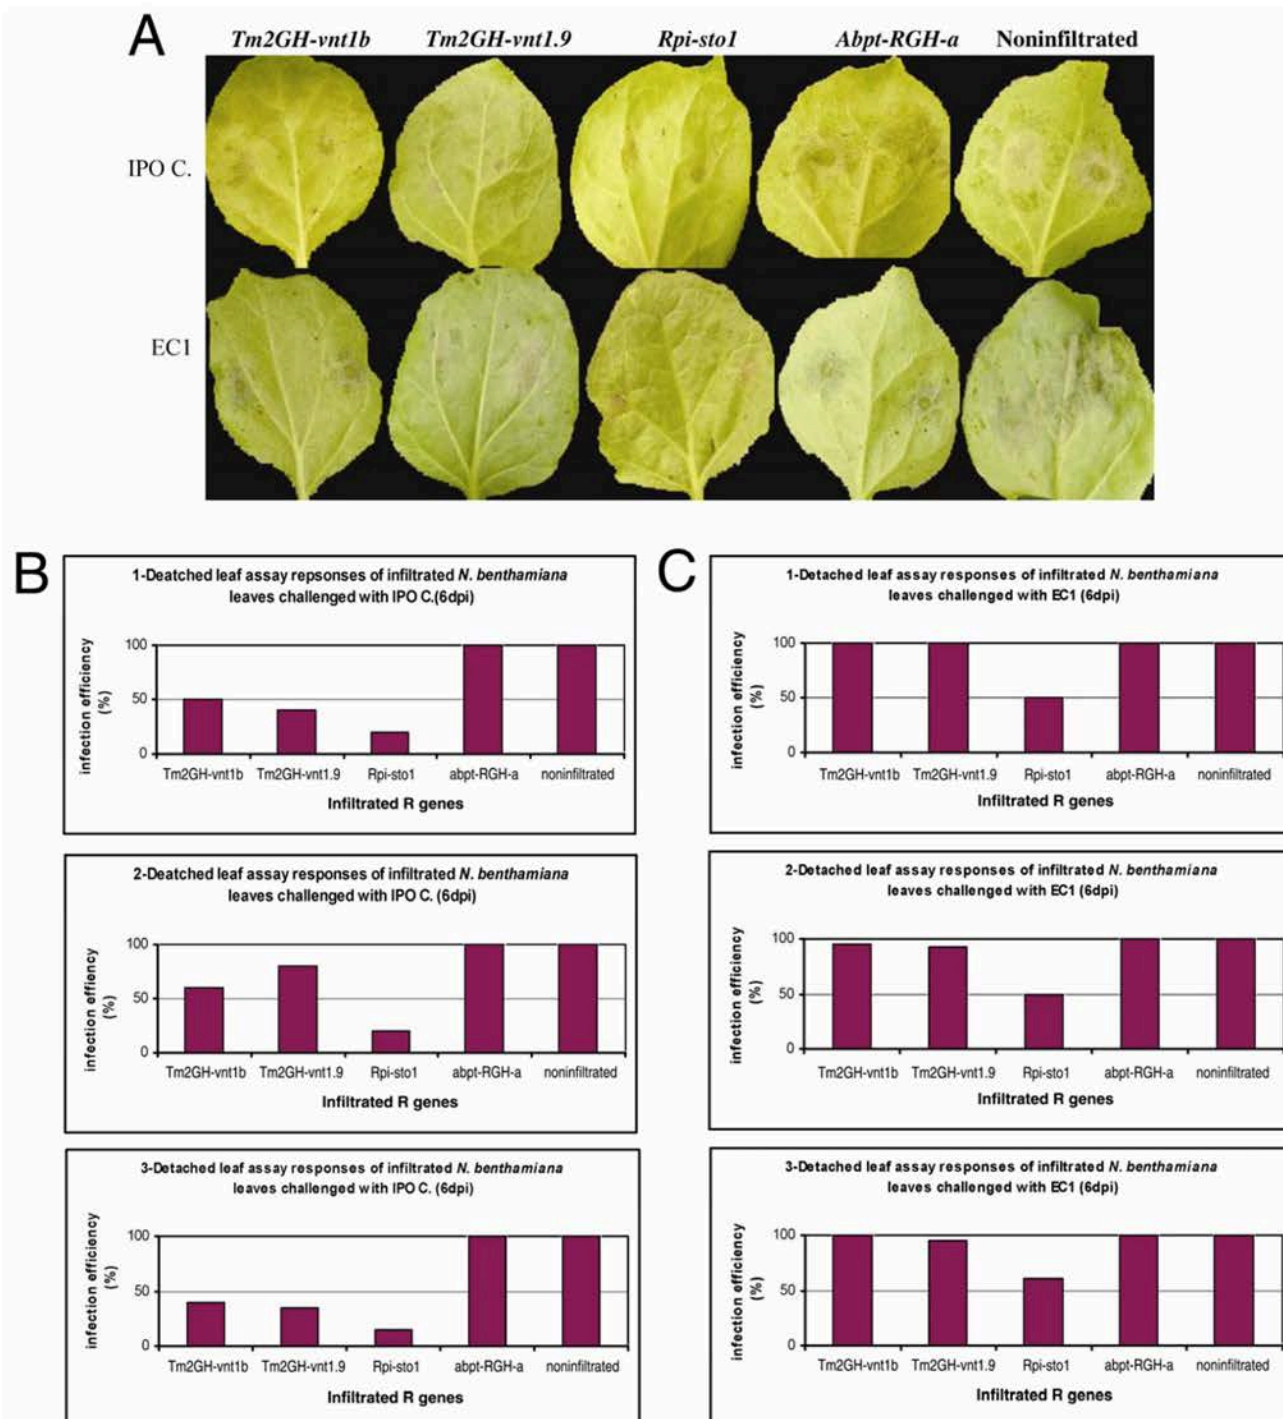 A
Tm2GH-vnt1b Tm2GH-vnt1.9 Rpi-sto1 Abpt-RGH-a Noninfiltrated
IPO C.
EC1
B
1-Deatched leaf assay repsonses of infiltrated N. benthamiana
leaves challenged with IPO C.(6dpi)
infection efficiency
(%)
100
50
0
Tm2GH-vnt1b Tm2GH-vnt1.9 Rpi-sto1 abpt-RGH-a noninfiltrated
Infiltrated R genes
2-Deatched leaf assay responses of infiltrated N. benthamiana
leaves challenged with IPO C. (6dpi)
infection effiency
(%)
100
50
0
Tm2GH-vnt1b Tm2GH-vnt1.9 Rpi-sto1 abpt-RGH-a noninfiltrated
Infiltrated R genes
3-Detached leaf assay responses of infiltrated N. benthamiana
leaves challenged with IPO C. (6dpi)
infection efficiency
(%)
100
50
0
Tm2GH-vnt1b Tm2GH-vnt1.9 Rpi-sto1 abpt-RGH-a noninfiltrated
Infiltrated R genes
C
1-Detached leaf assay responses of infiltrated N. benthamiana
leaves challenged with EC1 (6dpi)
infection efficiency
(%)
100
50
0
Tm2GH-vnt1b Tm2GH-vnt1.9 Rpi-sto1 abpt-RGH-a noninfiltrated
Infiltrated R genes
2-Detached leaf assay responses of infiltrated N. benthamiana
leaves challenged with EC1 (6dpi)
infection efficiency
(%)
100
50
0
Tm2GH-vnt1b Tm2GH-vnt1.9 Rpi-sto1 abpt-RGH-a noninfiltrated
Infiltrated R genes
3-Detached leaf assay responses of infiltrated N. benthamiana
leaves challenged with EC1 (6dpi)
infection efficiency
(%)
100
50
0
Tm2GH-vnt1b Tm2GH-vnt1.9 Rpi-sto1 abpt-RGH-a noninfiltrated
Infiltrated R genes